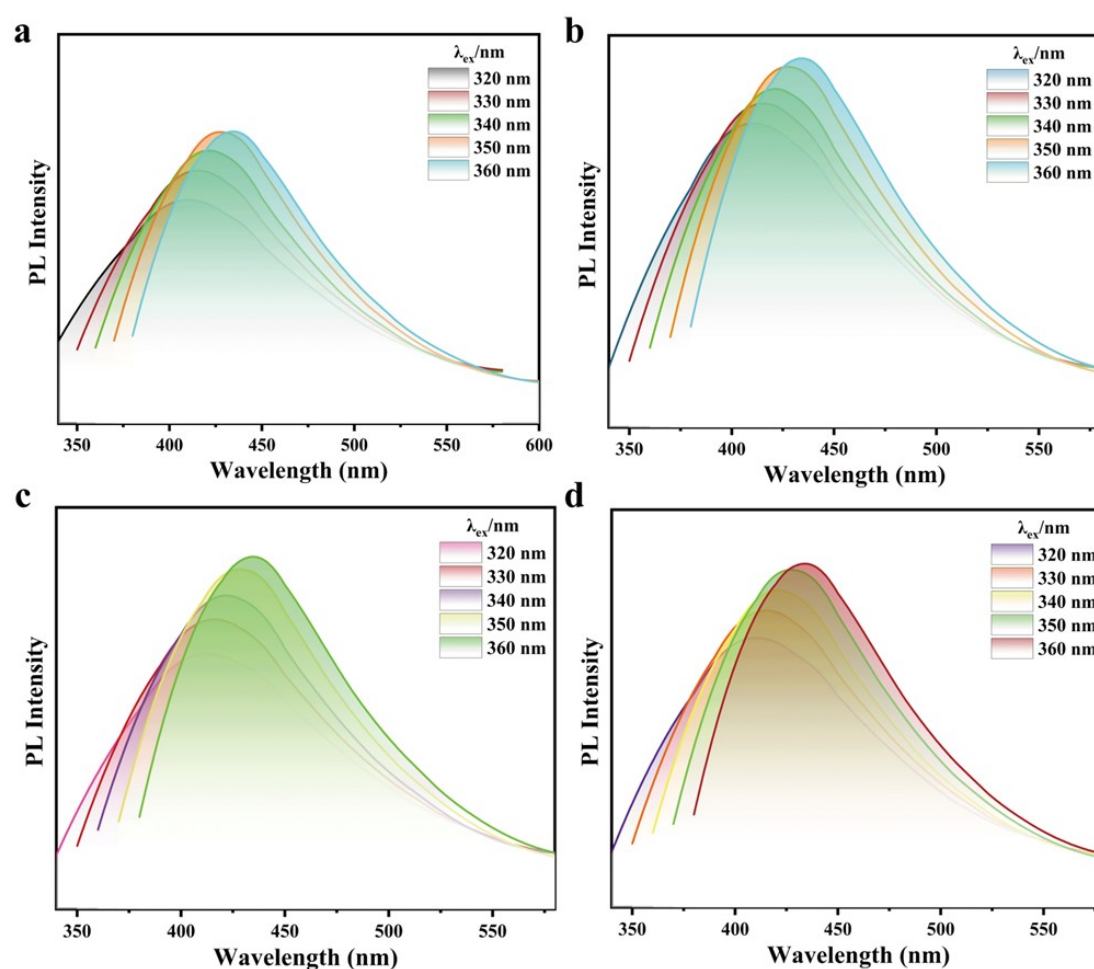 a
λex/nm
320 nm
330 nm
340 nm
350 nm
360 nm
PL Intensity
350 400 450 500 550 600
Wavelength (nm)
b
λex/nm
320 nm
330 nm
340 nm
350 nm
360 nm
PL Intensity
350 400 450 500 550
Wavelength (nm)
c
λex/nm
320 nm
330 nm
340 nm
350 nm
360 nm
PL Intensity
350 400 450 500 550
Wavelength (nm)
d
λex/nm
320 nm
330 nm
340 nm
350 nm
360 nm
PL Intensity
350 400 450 500 550
Wavelength (nm)